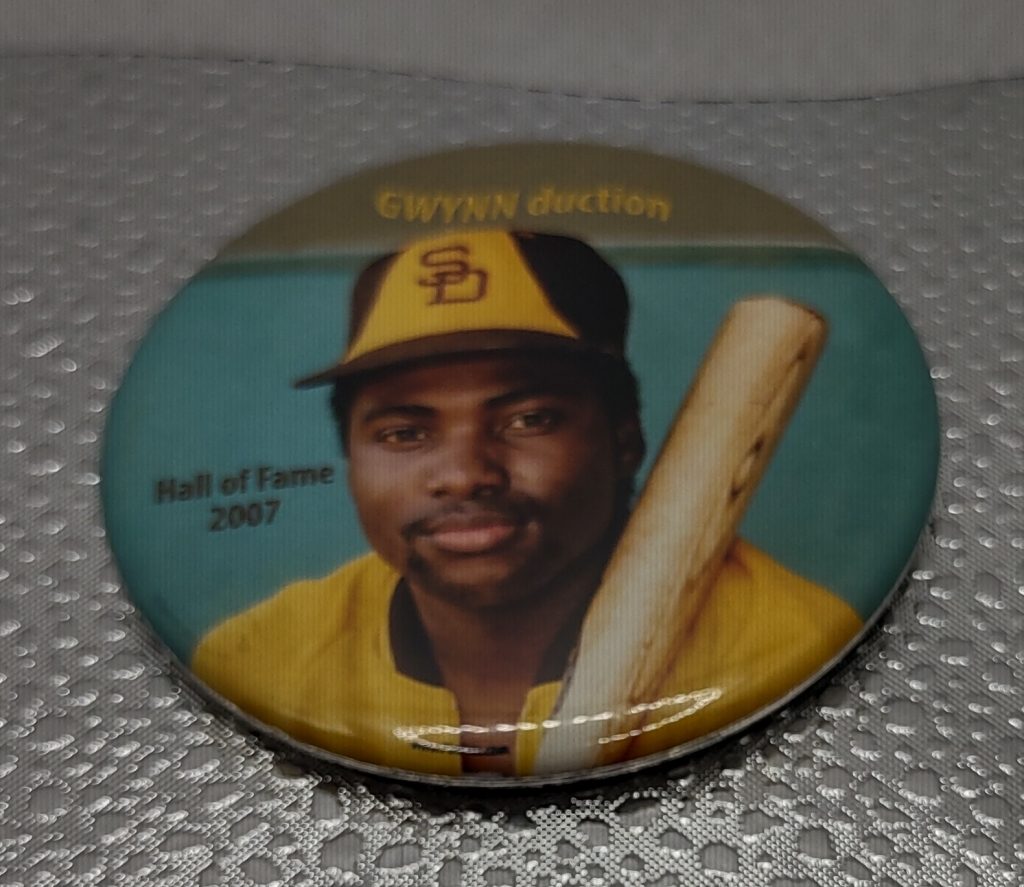 GWYNN duction
SD
Hall of Fame
2007